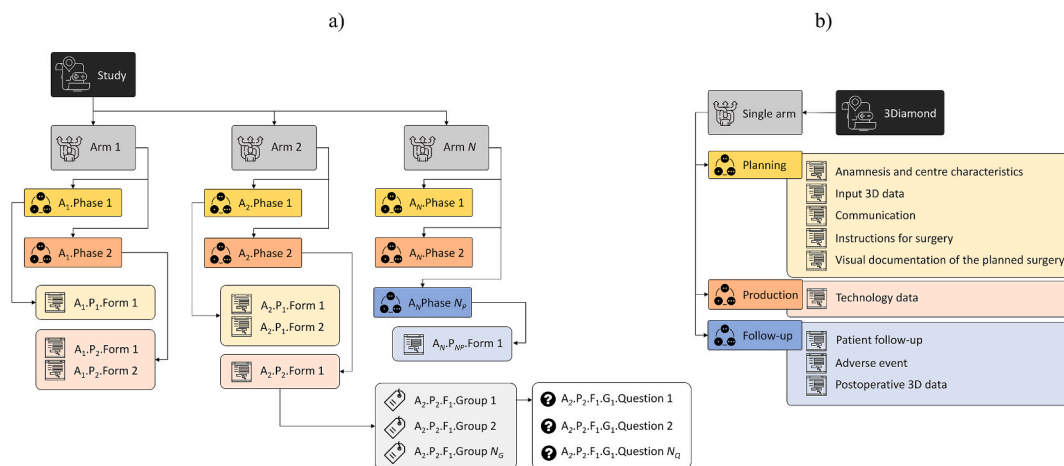 a)
Study
Arm 1
Arm 2
Arm N
A₁.Phase 1
A₂.Phase 1
Aₙ.Phase 1
A₁.Phase 2
A₂.Phase 2
Aₙ.Phase 2
AₙPhase Nₚ
A₁.P₁.Form 1
A₂.P₁.Form 1
A₂.P₁.Form 2
Aₙ.Pₙₚ.Form 1
A₁.P₂.Form 1
A₁.P₂.Form 2
A₂.P₂.Form 1
A₂.P₂.F₁.Group 1
A₂.P₂.F₁.Group 2
A₂.P₂.F₁.Group N_G
A₂.P₂.F₁.G₁.Question 1
A₂.P₂.F₁.G₁.Question 2
A₂.P₂.F₁.G₁.Question N_Q
b)
Single arm
3Diamond
Planning
Anamnesis and centre characteristics
Input 3D data
Communication
Instructions for surgery
Visual documentation of the planned surgery
Production
Technology data
Follow-up
Patient follow-up
Adverse event
Postoperative 3D data